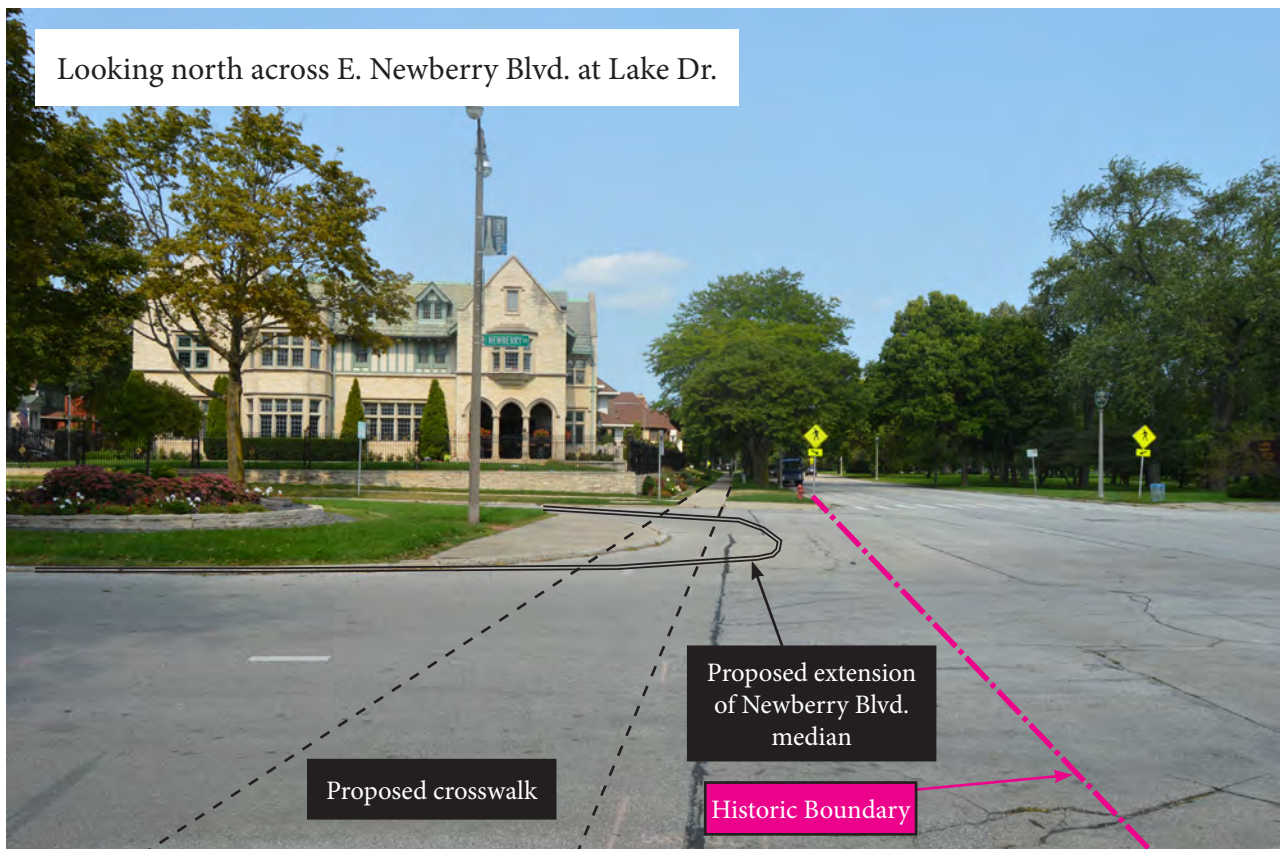 Looking north across E. Newberry Blvd. at Lake Dr.
NEWBERRY
Proposed extension
of Newberry Blvd.
median
Proposed crosswalk
Historic Boundary